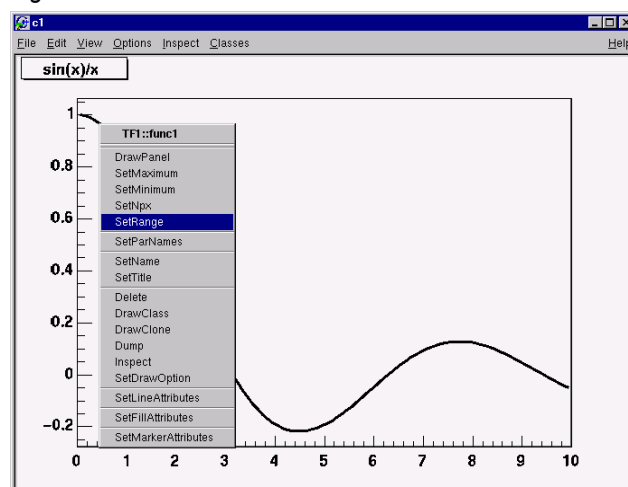 c1
File Edit View Options Inspect Classes Help
sin(x)/x
1
0.8
0.6
0.4
0.2
0
-0.2
TF1::func1
DrawPanel
SetMaximum
SetMinimum
SetNpx
SetRange
SetParNames
SetName
SetTitle
Delete
DrawClass
DrawClone
Dump
Inspect
SetDrawOption
SetLineAttributes
SetFillAttributes
SetMarkerAttributes
0 1 2 3 4 5 6 7 8 9 10